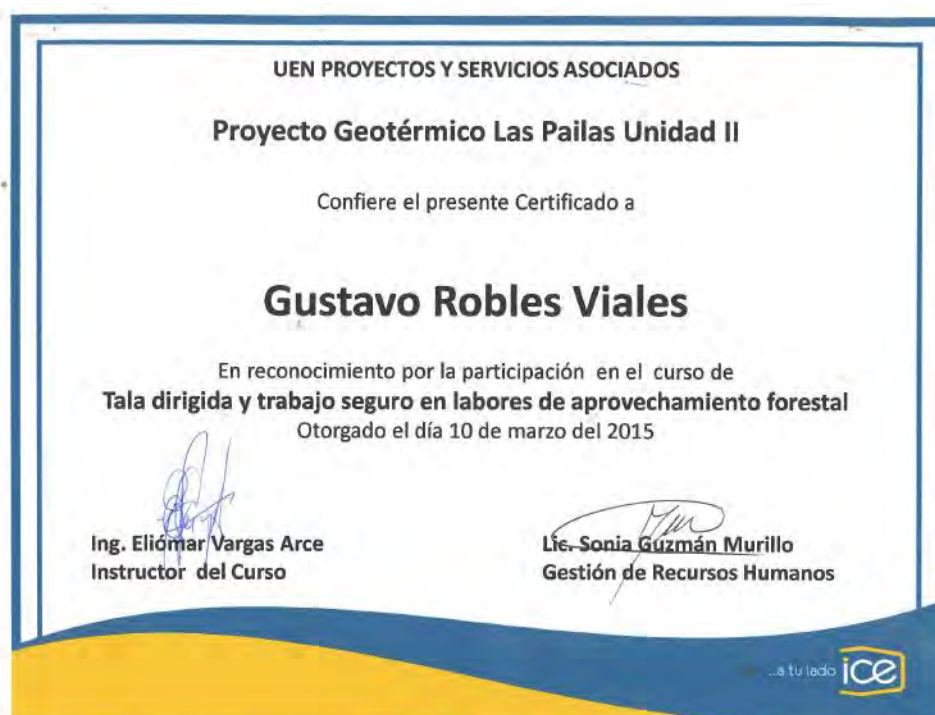 UEN PROYECTOS Y SERVICIOS ASOCIADOS
Proyecto Geotérmico Las Pailas Unidad II
Confiere el presente Certificado a
Gustavo Robles Viales
En reconocimiento por la participación en el curso de
Tala dirigida y trabajo seguro en labores de aprovechamiento forestal
Otorgado el día 10 de marzo del 2015
Ing. Eliómar Vargas Arce
Instructor del Curso
Lic. Sonia Guzmán Murillo
Gestión de Recursos Humanos
...a tu lado ice